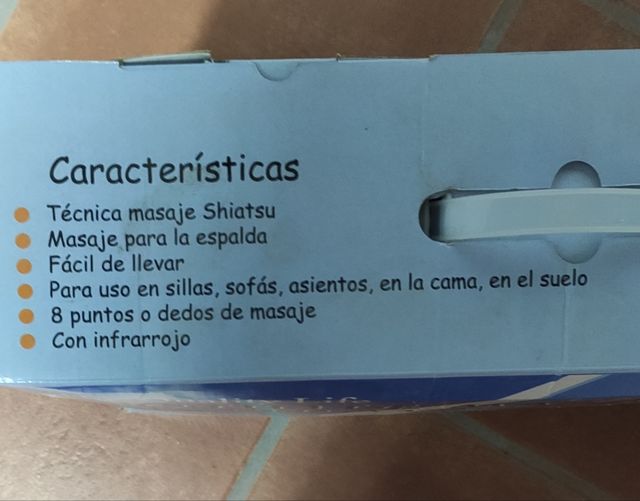 Características
Técnica masaje Shiatsu
Masaje para la espalda
Fácil de llevar
Para uso en sillas, sofás, asientos, en la cama, en el suelo
8 puntos o dedos de masaje
Con infrarrojo
Life